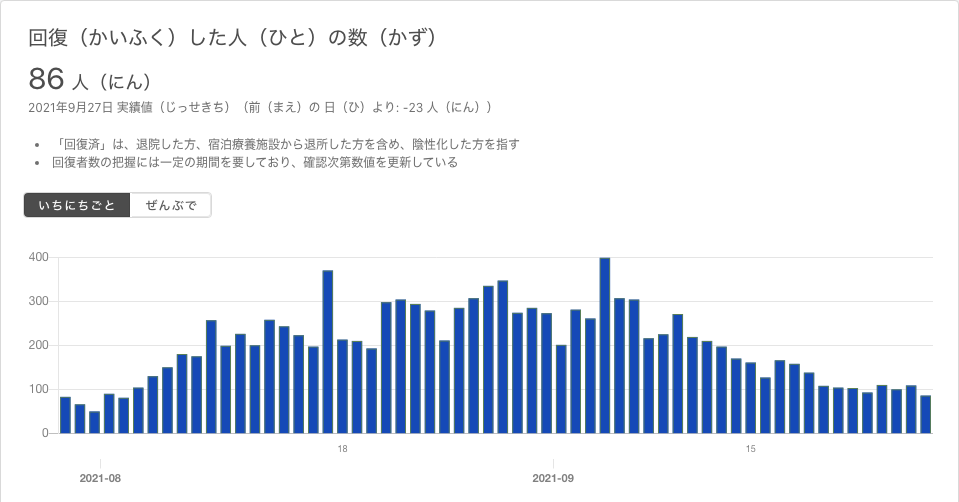 回復（かいふく）した人（ひと）の数（かず）
86 人（にん）
2021年9月27日 実績値（じっせきち）（前（まえ）の 日（ひ）より: -23 人（にん））
• 「回復済」は、退院した方、宿泊療養施設から退所した方を含め、陰性化した方を指す
• 回復者数の把握には一定の期間を要しており、確認次第数値を更新している
いちにちごと ぜんぶで
400
300
200
100
0
18 15
2021-08 2021-09